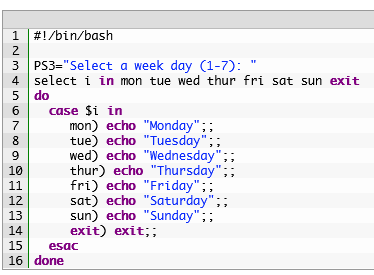 1 #!/bin/bash
2
3 PS3="Select a week day (1-7): "
4 select i in mon tue wed thur fri sat sun exit
5 do
6   case $i in
7      mon) echo "Monday";;
8      tue) echo "Tuesday";;
9      wed) echo "Wednesday";;
10      thur) echo "Thursday";;
11      fri) echo "Friday";;
12      sat) echo "Saturday";;
13      sun) echo "Sunday";;
14      exit) exit;;
15   esac
16 done